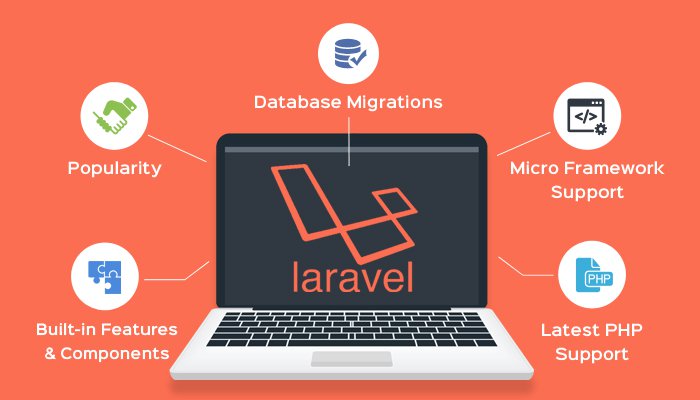 Database Migrations
Popularity
</>
Micro Framework
Support
laravel
Built-in Features
& Components
PHP
Latest PHP
Support